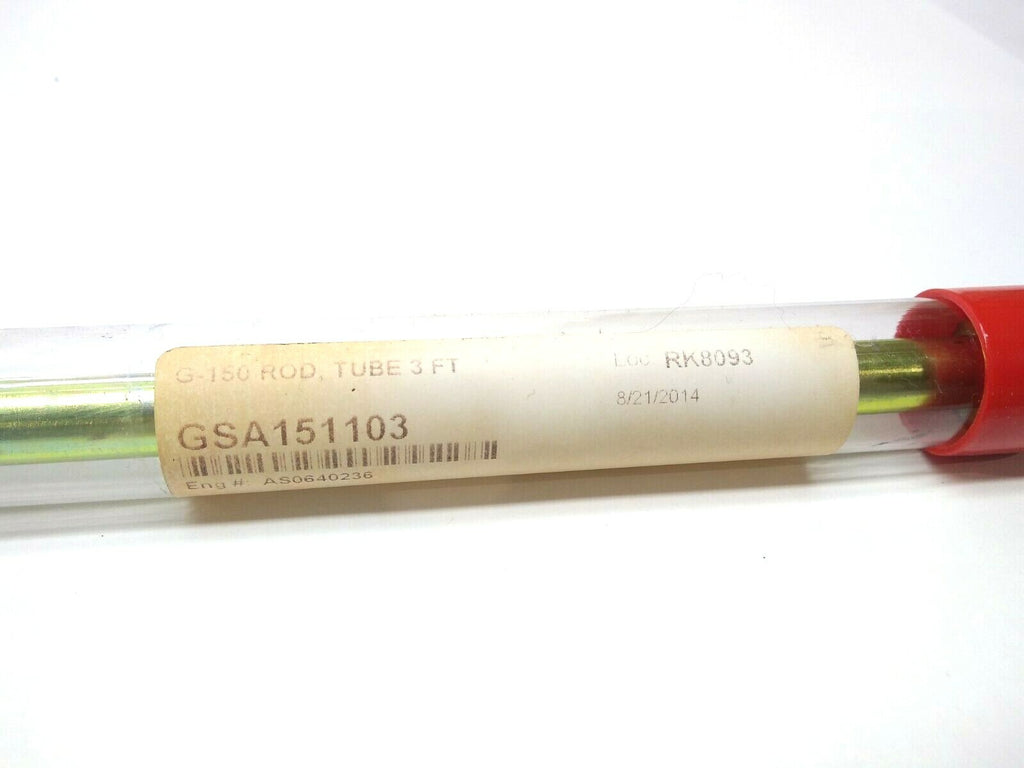 G-150 ROD, TUBE 3 FT
Loc RK8093
8/21/2014
GSA151103
Eng #: AS0640236